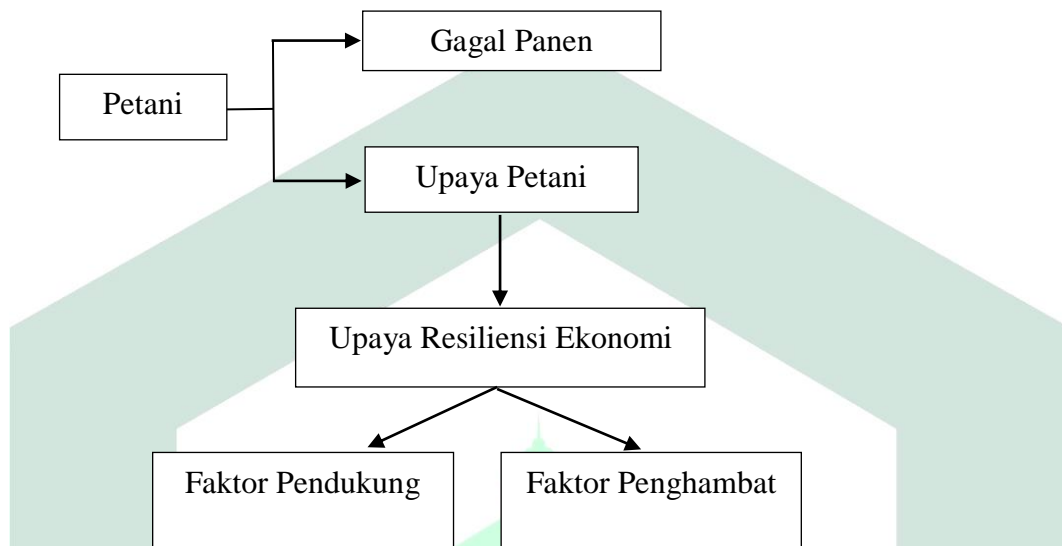 Gagal Panen
Petani
Upaya Petani
Upaya Resiliensi Ekonomi
Faktor Pendukung
Faktor Penghambat